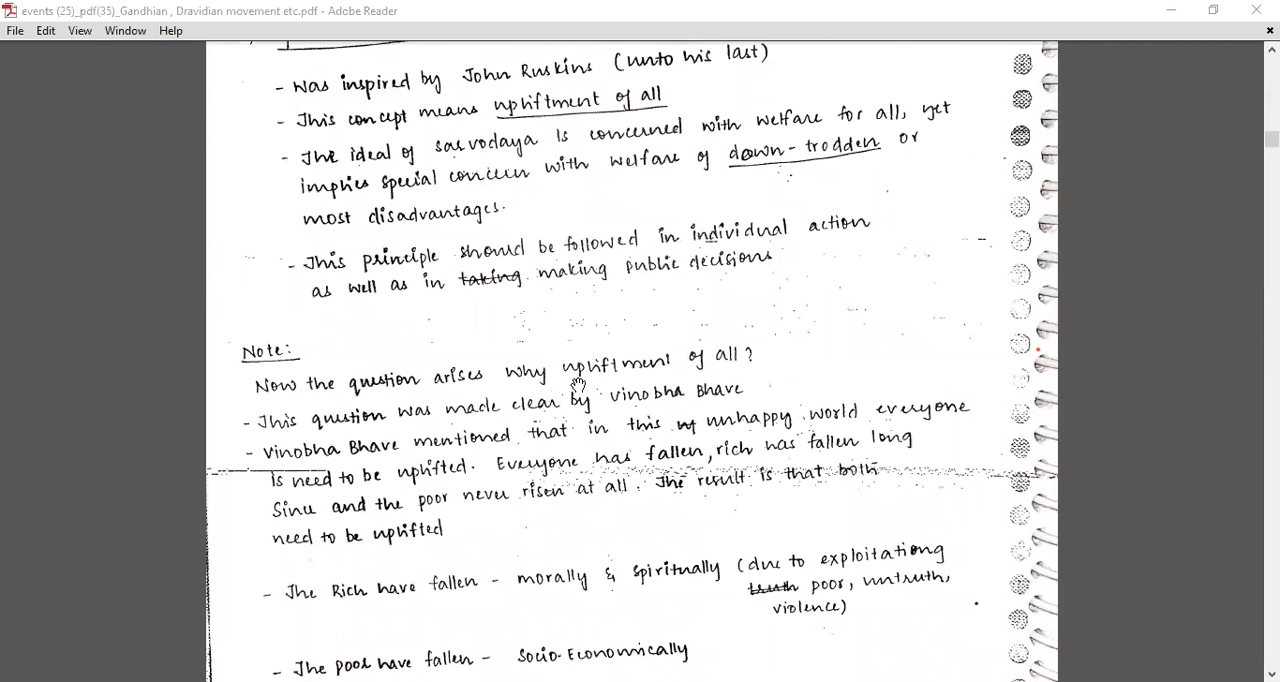 events (25)_pdf(35)_Gandhian , Dravidian movement etc.pdf - Adobe Reader
File Edit View Window Help
- Was inspired by John Ruskins (unto his last)
- This concept means upliftment of all
- The ideal of sarvodaya is concerned with welfare for all, yet
implies special concern with welfare of down-trodden or
most disadvantages.
- This principle should be followed in individual action
as well as in taking making public decisions
Note:
Now the question arises why upliftment of all?
- This question was made clear by Vinobha Bhave
- Vinobha Bhave mentioned that in this unhappy world everyone
is need to be uplifted. Everyone has fallen, rich has fallen long
Since and the poor never risen at all. The result is that both
need to be uplifted
- The Rich have fallen - morally & spiritually (due to exploitationg
truth poor, untruth,
violence)
- The poor have fallen - Socio-Economically